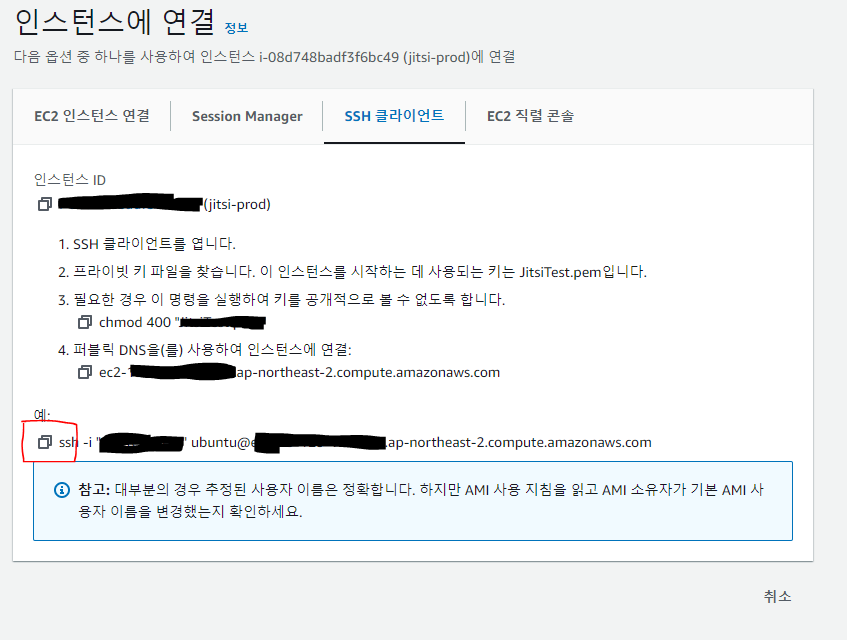 인스턴스에 연결 정보
다음 옵션 중 하나를 사용하여 인스턴스 i-08d748badf3f6bc49 (jitsi-prod)에 연결
EC2 인스턴스 연결 Session Manager SSH 클라이언트 EC2 직렬 콘솔
인스턴스 ID
(jitsi-prod)
1. SSH 클라이언트를 엽니다.
2. 프라이빗 키 파일을 찾습니다. 이 인스턴스를 시작하는 데 사용되는 키는 JitsiTest.pem입니다.
3. 필요한 경우 이 명령을 실행하여 키를 공개적으로 볼 수 없도록 합니다.
chmod 400 "
4. 퍼블릭 DNS을(를) 사용하여 인스턴스에 연결:
ec2- ap-northeast-2.compute.amazonaws.com
예:
ssh -i " " ubuntu@ .ap-northeast-2.compute.amazonaws.com
참고: 대부분의 경우 추정된 사용자 이름은 정확합니다. 하지만 AMI 사용 지침을 읽고 AMI 소유자가 기본 AMI 사
용자 이름을 변경했는지 확인하세요.
취소